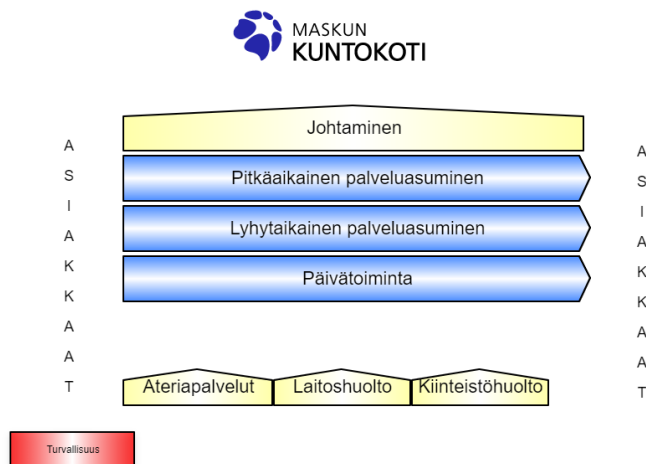 MASKUN
KUNTOKOTI
Johtaminen
Pitkäaikainen palveluasuminen
Lyhytaikainen palveluasuminen
Päivätoiminta
A
S
I
A
K
K
A
A
T
A
S
I
A
K
K
A
A
T
Ateriapalvelut
Laitoshuolto
Kiinteistöhuolto
Turvallisuus